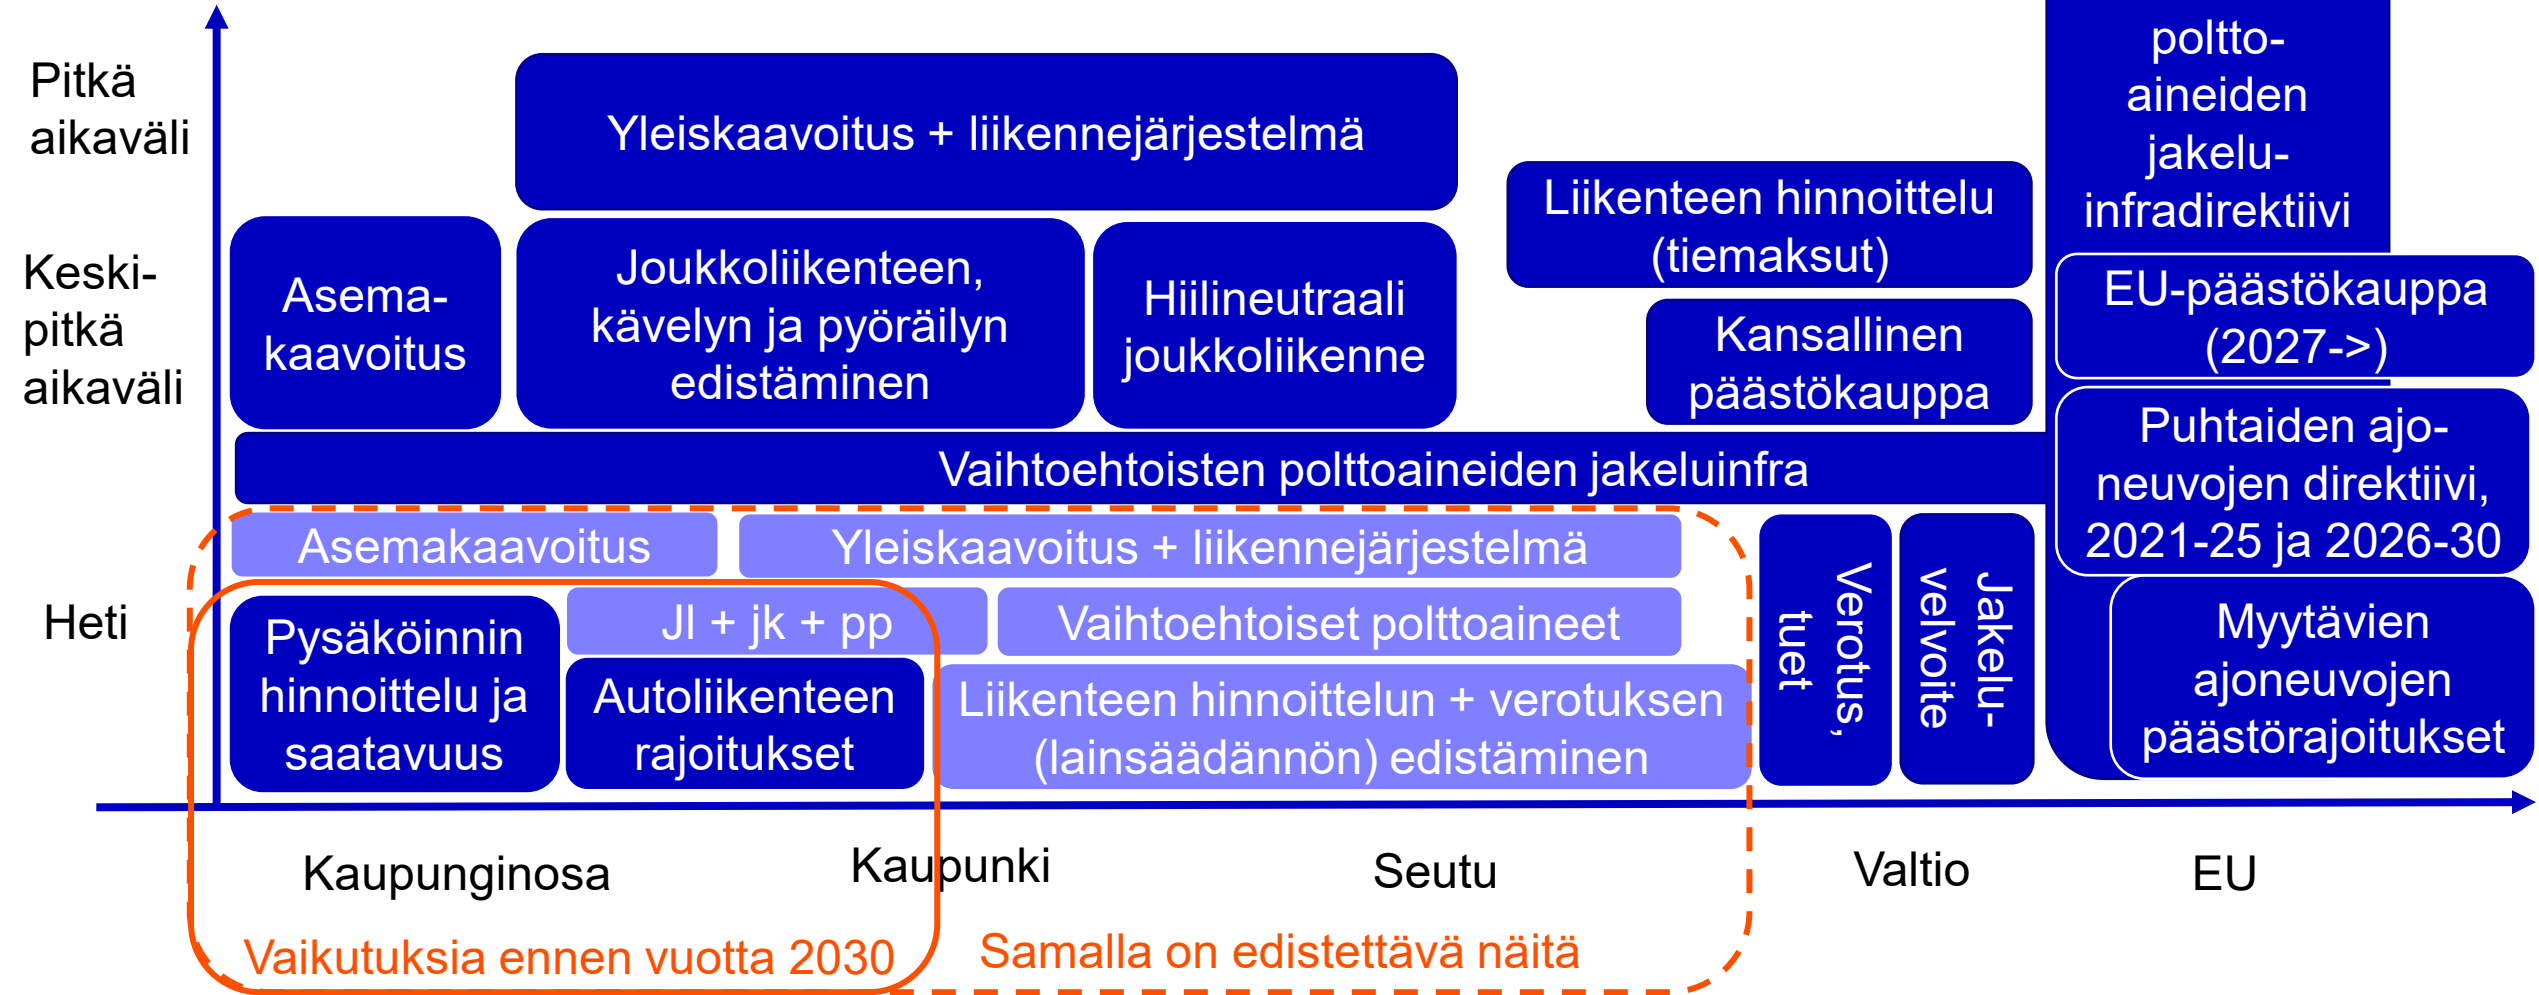 Pitkä
aikaväli
Yleiskaavoitus + liikennejärjestelmä
poltto-
aineiden
jakelu-
infradirektiivi
Liikenteen hinnoittelu
(tiemaksut)
Keski-
pitkä
aikaväli
Asema-
kaavoitus
Joukkoliikenteen,
kävelyn ja pyöräilyn
edistäminen
Hiilineutraali
joukkoliikenne
Kansallinen
päästökauppa
EU-päästökauppa
(2027->)
Vaihtoehtoisten polttoaineiden jakeluinfra
Puhtaiden ajo-
neuvojen direktiivi,
2021-25 ja 2026-30
Heti
Asemakaavoitus
Yleiskaavoitus + liikennejärjestelmä
Jl + jk + pp
Vaihtoehtoiset polttoaineet
Pysäköinnin
hinnoittelu ja
saatavuus
Autoliikenteen
rajoitukset
Liikenteen hinnoittelun + verotuksen
(lainsäädännön) edistäminen
Verotus,
tuet
Jakelu-
velvoite
Myytävien
ajoneuvojen
päästörajoitukset
Kaupunginosa
Kaupunki
Seutu
Valtio
EU
Vaikutuksia ennen vuotta 2030
Samalla on edistettävä näitä